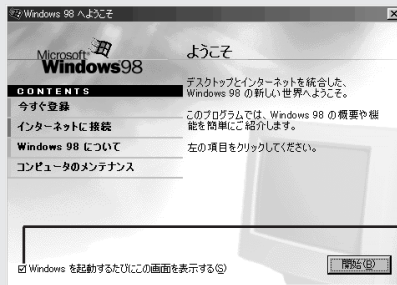 Windows 98 へようこそ
Microsoft
Windows98
CONTENTS
今すぐ登録
インターネットに接続
Windows 98 について
コンピュータのメンテナンス
ようこそ
デスクトップとインターネットを統合した、
Windows 98 の新しい世界へようこそ。
このプログラムでは、Windows 98 の概要や機
能を簡単にご紹介します。
左の項目をクリックしてください。
Windows を起動するたびにこの画面を表示する(S)
開始(B)